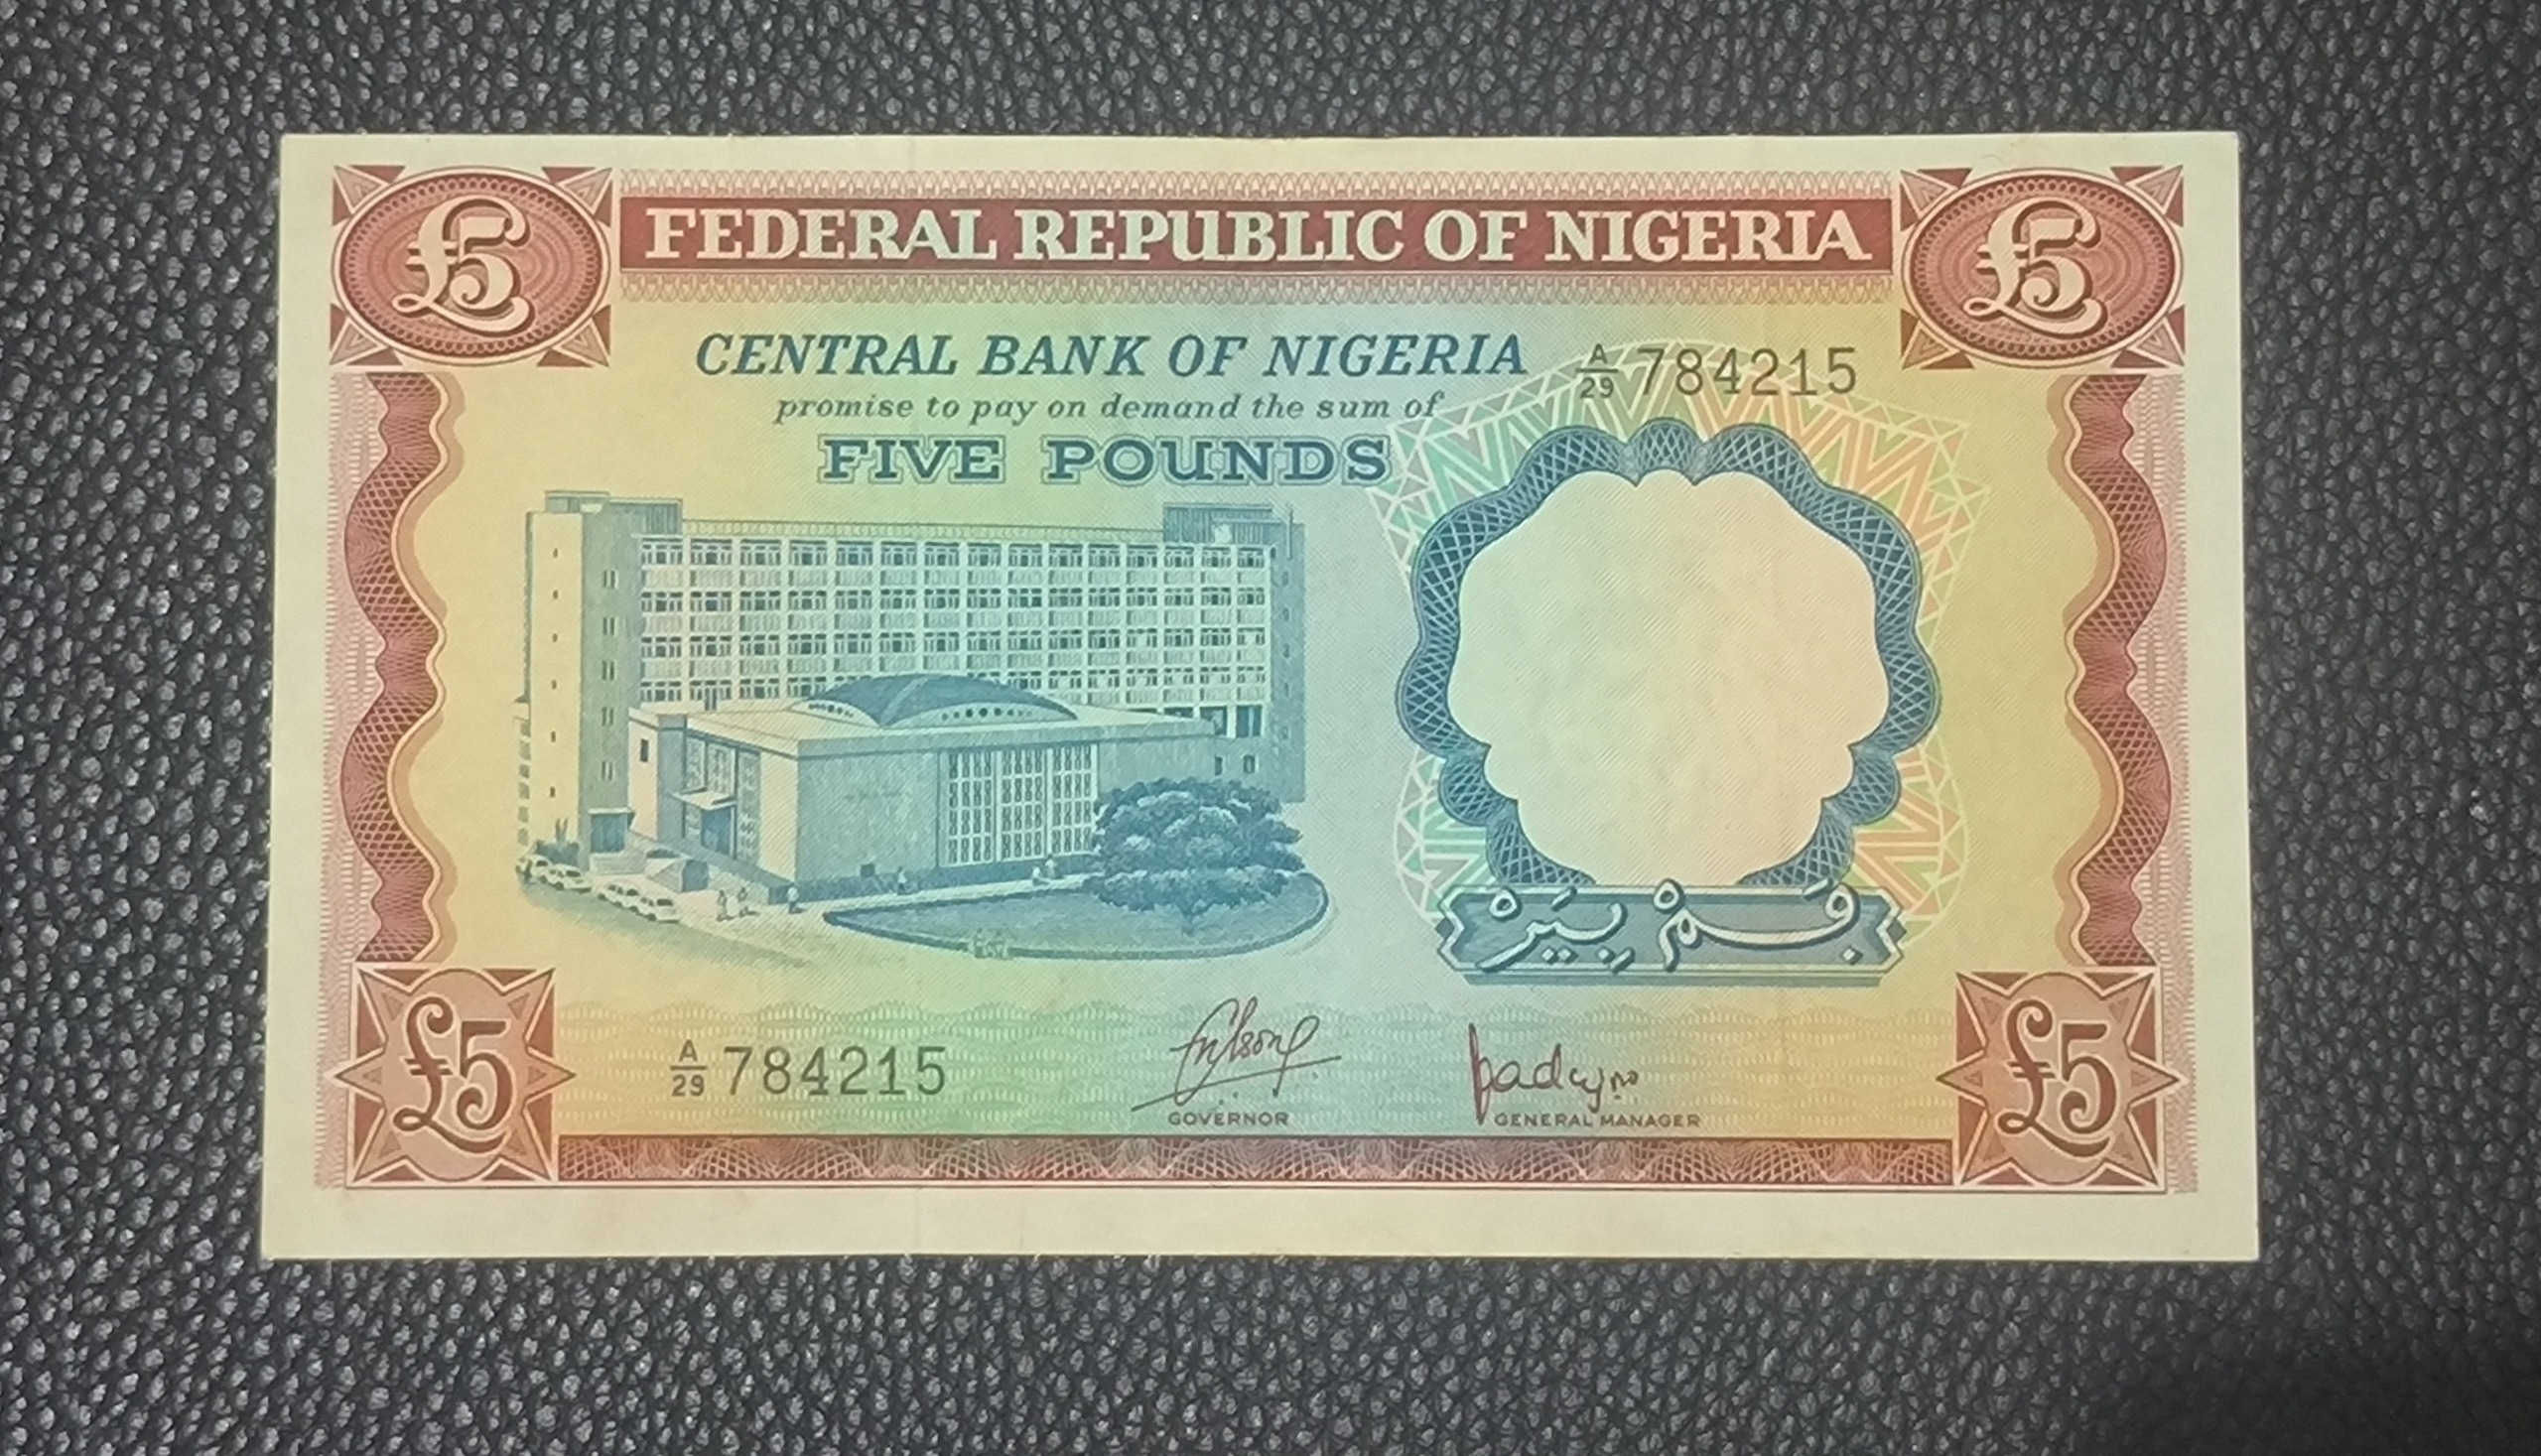 £5 FEDERAL REPUBLIC OF NIGERIA £5
CENTRAL BANK OF NIGERIA A/29 784215
promise to pay on demand the sum of
FIVE POUNDS
فَمْ بِيَرْ
A/29 784215
GOVERNOR
GENERAL MANAGER
£5 £5